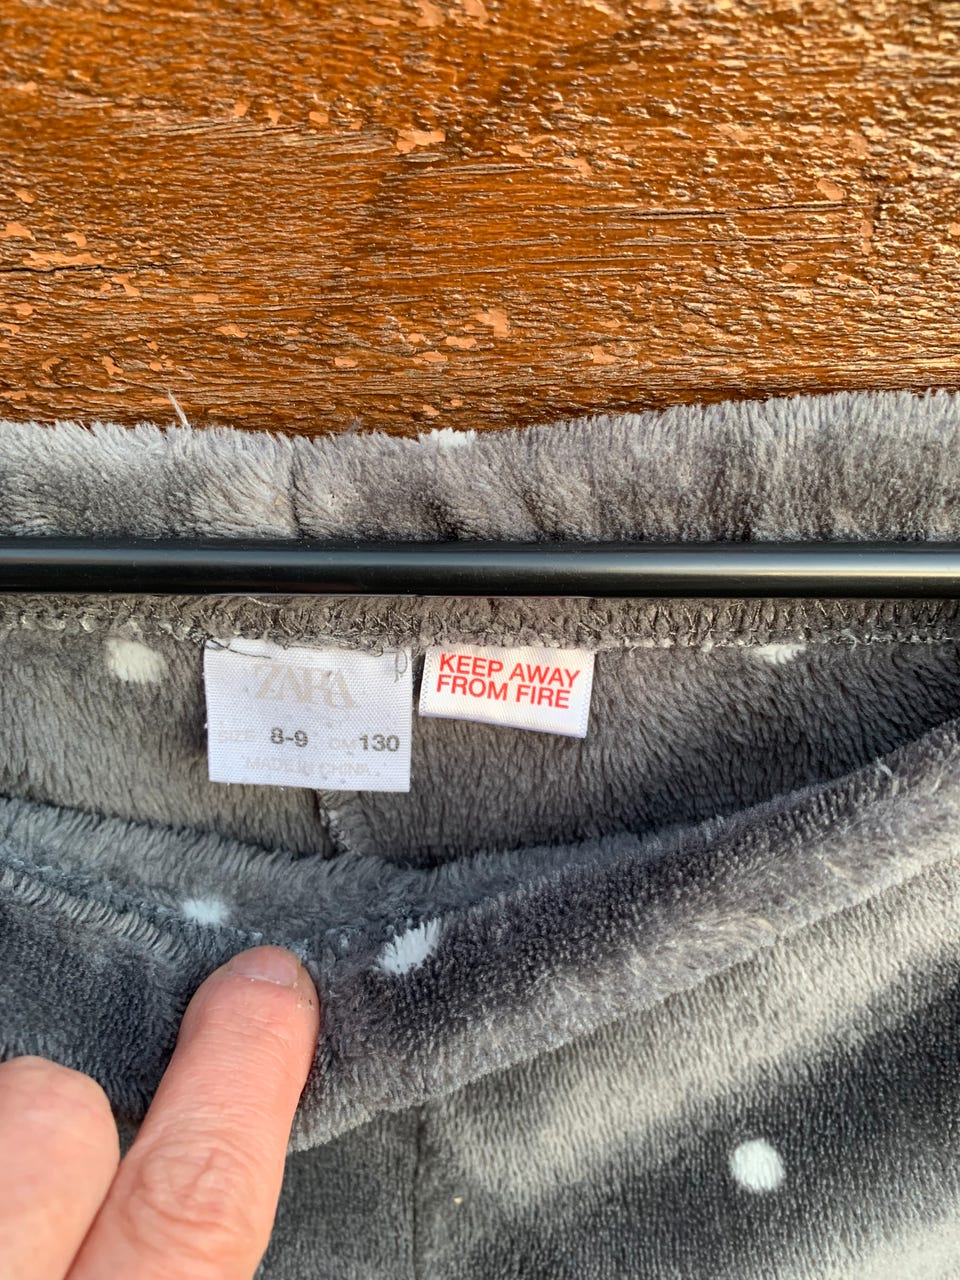 ZARA
SIZE 8-9 CM 130
MADE IN CHINA
KEEP AWAY
FROM FIRE